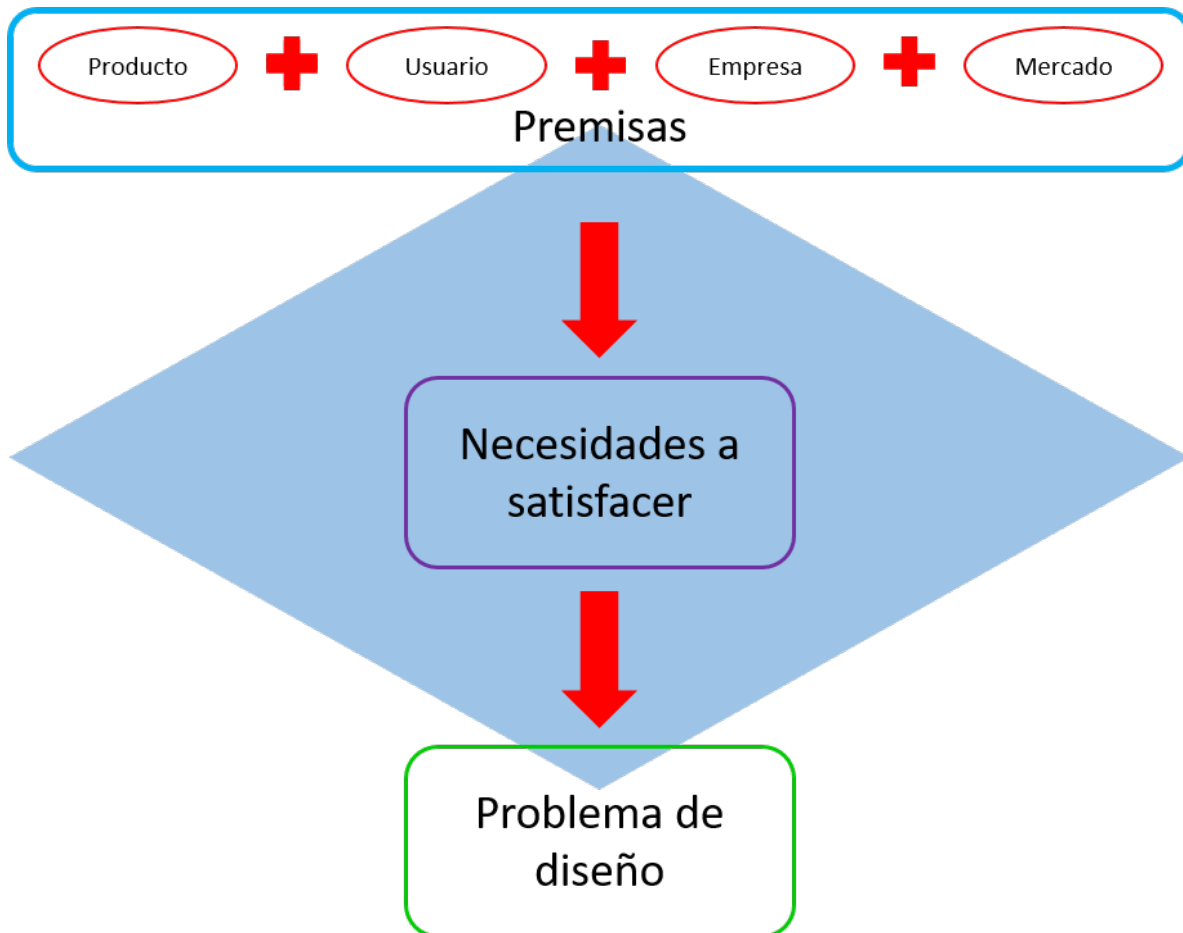 Producto Usuario Empresa Mercado
Premisas
Necesidades a
satisfacer
Problema de
diseño